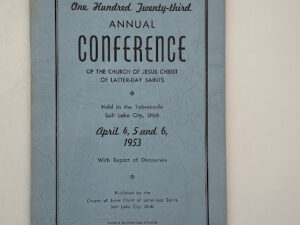 One Hundred Twenty-third
ANNUAL
CONFERENCE
OF THE CHURCH OF JESUS CHRIST
OF LATTER-DAY SAINTS
Held in the Tabernacle
Salt Lake City, Utah
April 4, 5 and 6,
1953
With Report of Discourses
Published by the
Church of Jesus Christ of Latter-day Saints
Salt Lake City, Utah